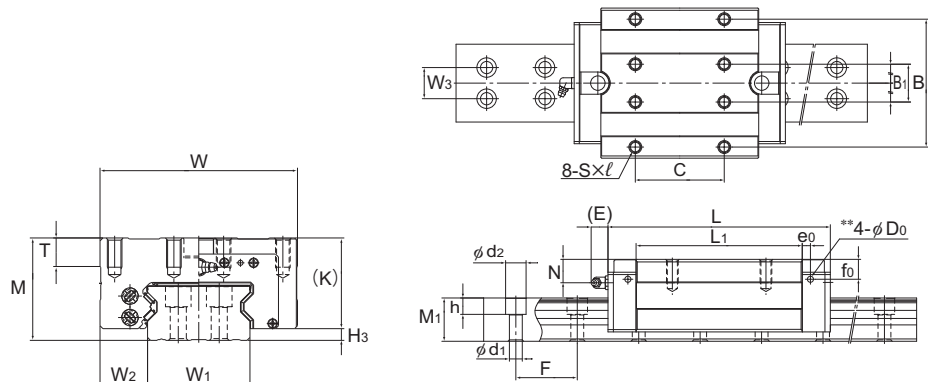 W3
B1
B
8-S×ℓ
C
W
T
M
(K)
H3
W2
W1
(E)
L
L1
e0
**4-φD0
φd2
N
f0
h
M1
φd1
F